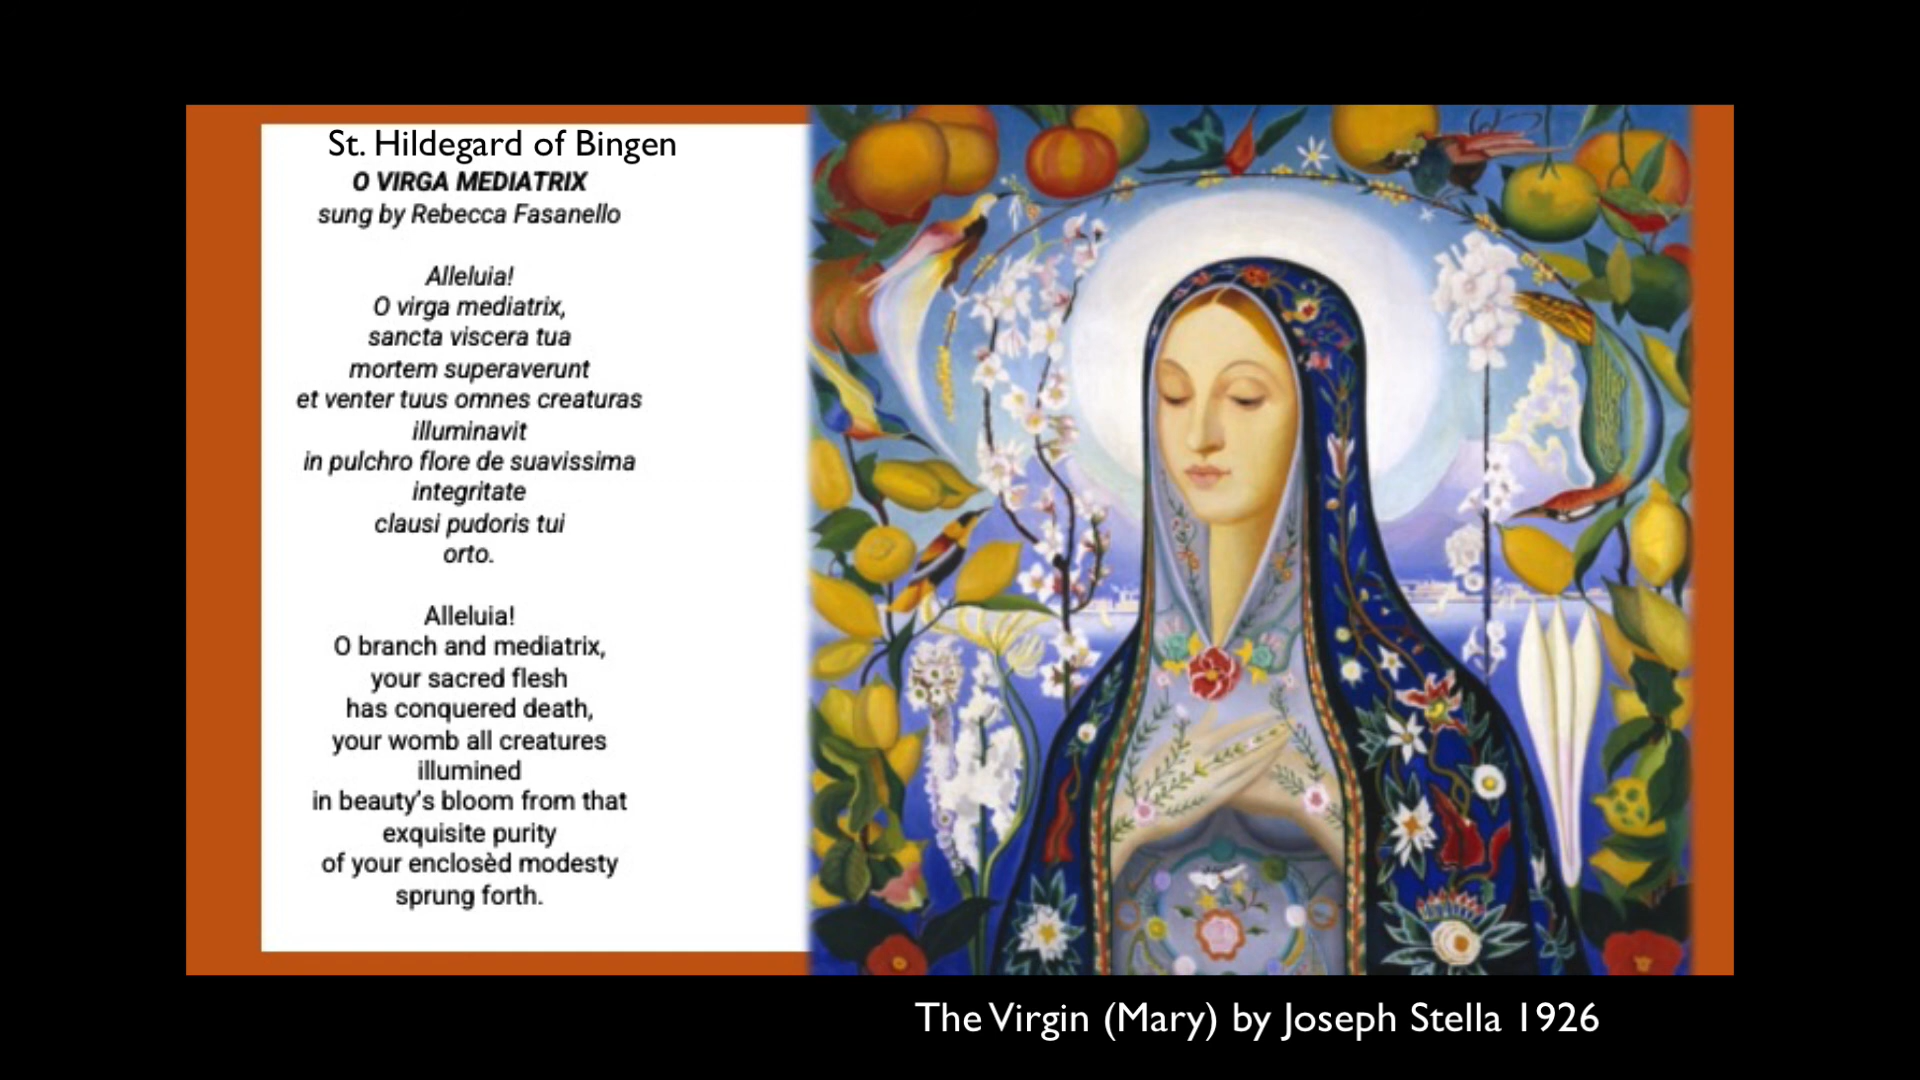 St. Hildegard of Bingen
O VIRGA MEDIATRIX
sung by Rebecca Fasanello
Alleluia!
O virga mediatrix,
sancta viscera tua
mortem superaverunt
et venter tuus omnes creaturas
illuminavit
in pulchro flore de suavissima
integritate
clausi pudoris tui
orto.
Alleluia!
O branch and mediatrix,
your sacred flesh
has conquered death,
your womb all creatures
illumined
in beauty's bloom from that
exquisite purity
of your enclosèd modesty
sprung forth.
The Virgin (Mary) by Joseph Stella 1926